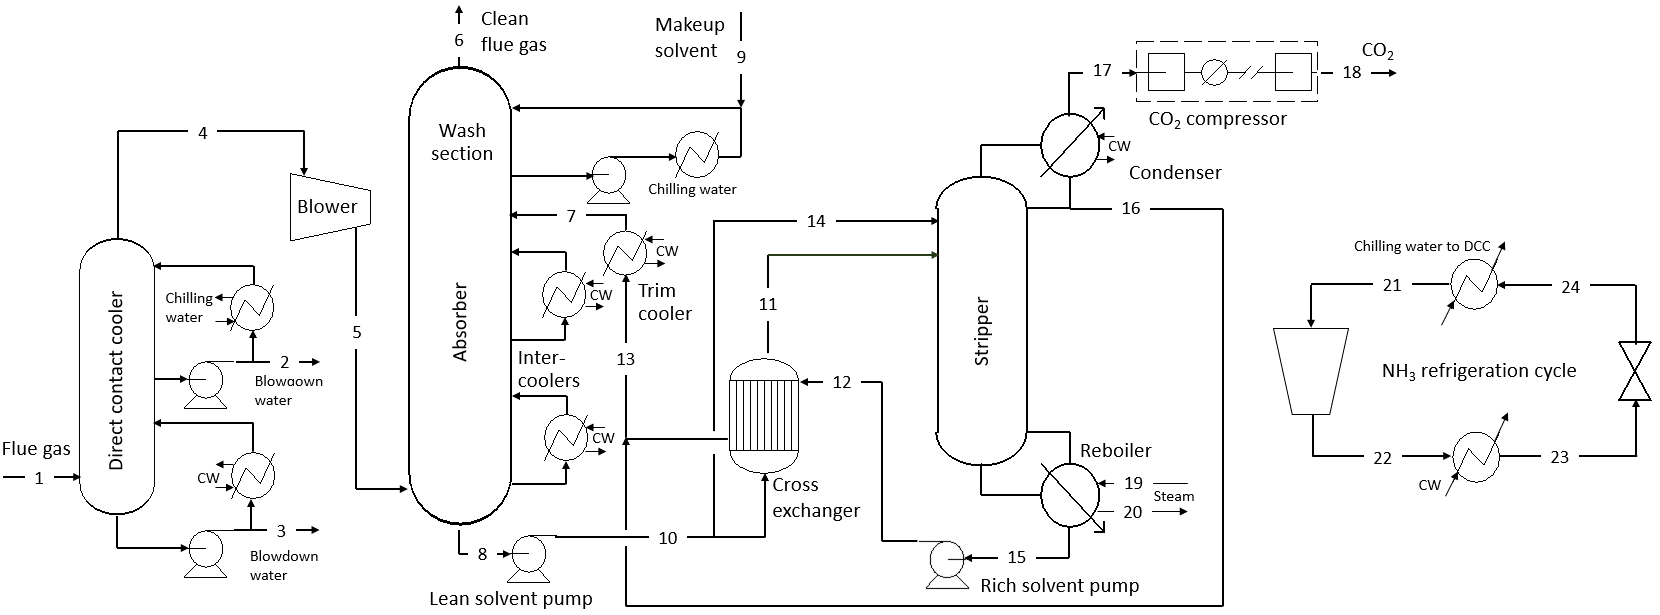 Clean
flue gas
6
Makeup
solvent
9
CO2
17
18
CO2 compressor
4
Wash
section
CW
Condenser
Chilling water
Blower
7
14
16
Chilling water to DCC
CW
Trim
cooler
Chilling
water
CW
21
24
5
11
Direct contact cooler
Absorber
Stripper
13
Inter-
coolers
2
Blowdown
water
12
NH3 refrigeration cycle
Flue gas
1
CW
CW
Reboiler
22
23
CW
19
Steam
20
Cross
exchanger
3
Blowdown
water
8
10
15
Lean solvent pump
Rich solvent pump